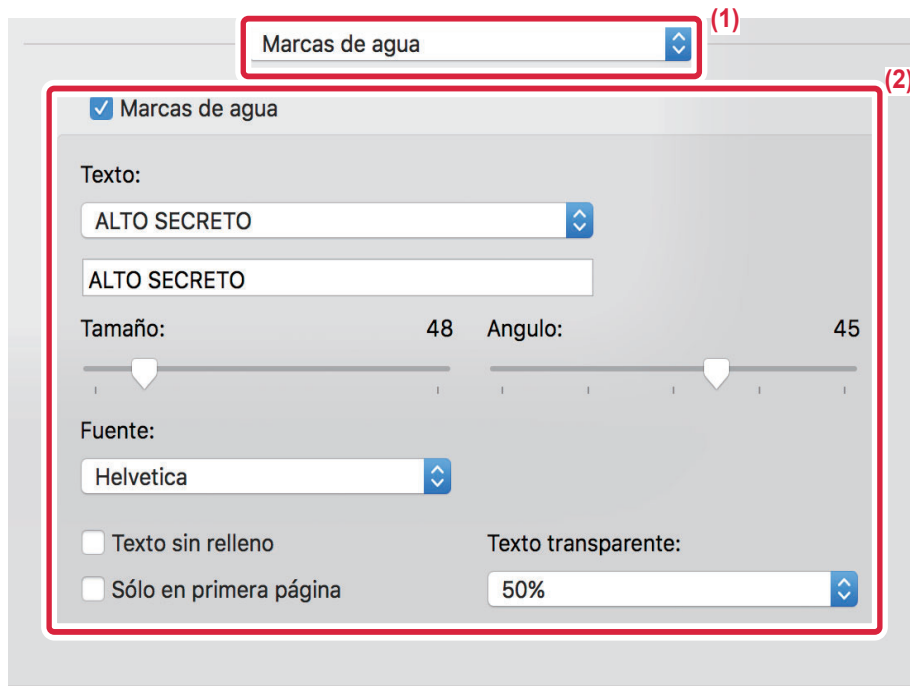 Marcas de agua
(1)
(2)
Marcas de agua
Texto:
ALTO SECRETO
ALTO SECRETO
Tamaño: 48 Angulo: 45
Fuente:
Helvetica
Texto sin relleno Texto transparente:
Sólo en primera página 50%